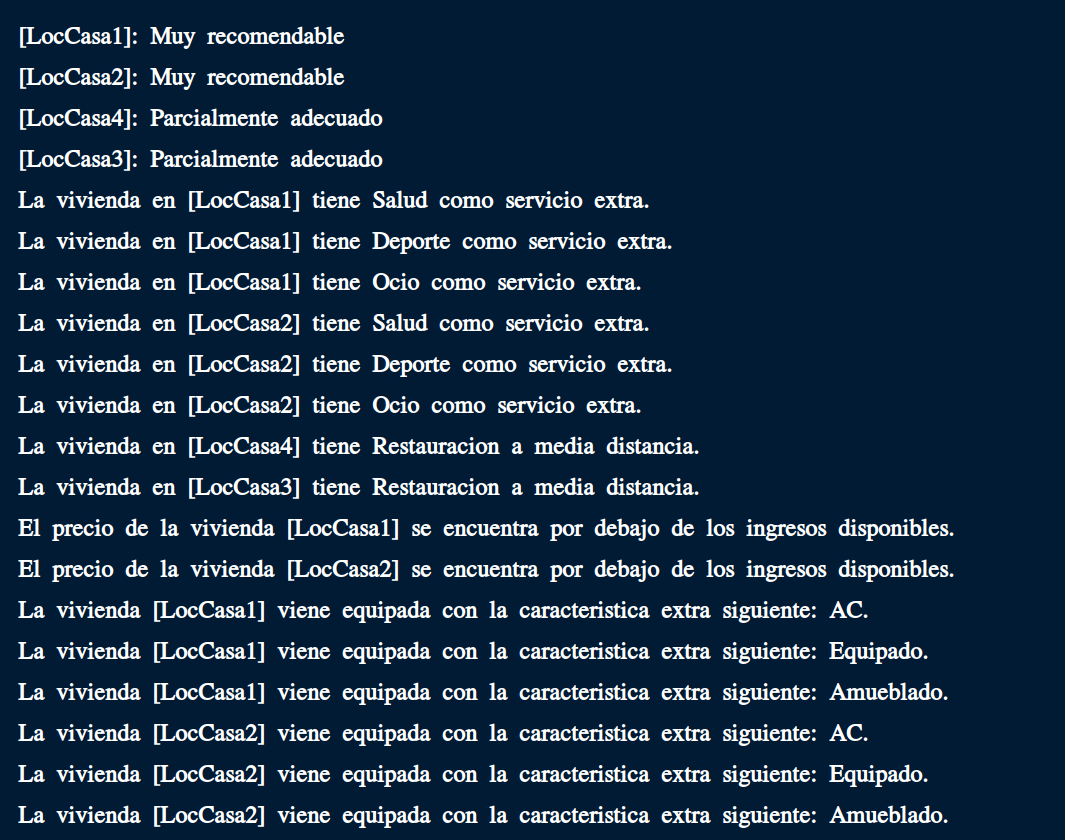 [LocCasa1]: Muy recomendable
[LocCasa2]: Muy recomendable
[LocCasa4]: Parcialmente adecuado
[LocCasa3]: Parcialmente adecuado
La vivienda en [LocCasa1] tiene Salud como servicio extra.
La vivienda en [LocCasa1] tiene Deporte como servicio extra.
La vivienda en [LocCasa1] tiene Ocio como servicio extra.
La vivienda en [LocCasa2] tiene Salud como servicio extra.
La vivienda en [LocCasa2] tiene Deporte como servicio extra.
La vivienda en [LocCasa2] tiene Ocio como servicio extra.
La vivienda en [LocCasa4] tiene Restauracion a media distancia.
La vivienda en [LocCasa3] tiene Restauracion a media distancia.
El precio de la vivienda [LocCasa1] se encuentra por debajo de los ingresos disponibles.
El precio de la vivienda [LocCasa2] se encuentra por debajo de los ingresos disponibles.
La vivienda [LocCasa1] viene equipada con la caracteristica extra siguiente: AC.
La vivienda [LocCasa1] viene equipada con la caracteristica extra siguiente: Equipado.
La vivienda [LocCasa1] viene equipada con la caracteristica extra siguiente: Amueblado.
La vivienda [LocCasa2] viene equipada con la caracteristica extra siguiente: AC.
La vivienda [LocCasa2] viene equipada con la caracteristica extra siguiente: Equipado.
La vivienda [LocCasa2] viene equipada con la caracteristica extra siguiente: Amueblado.